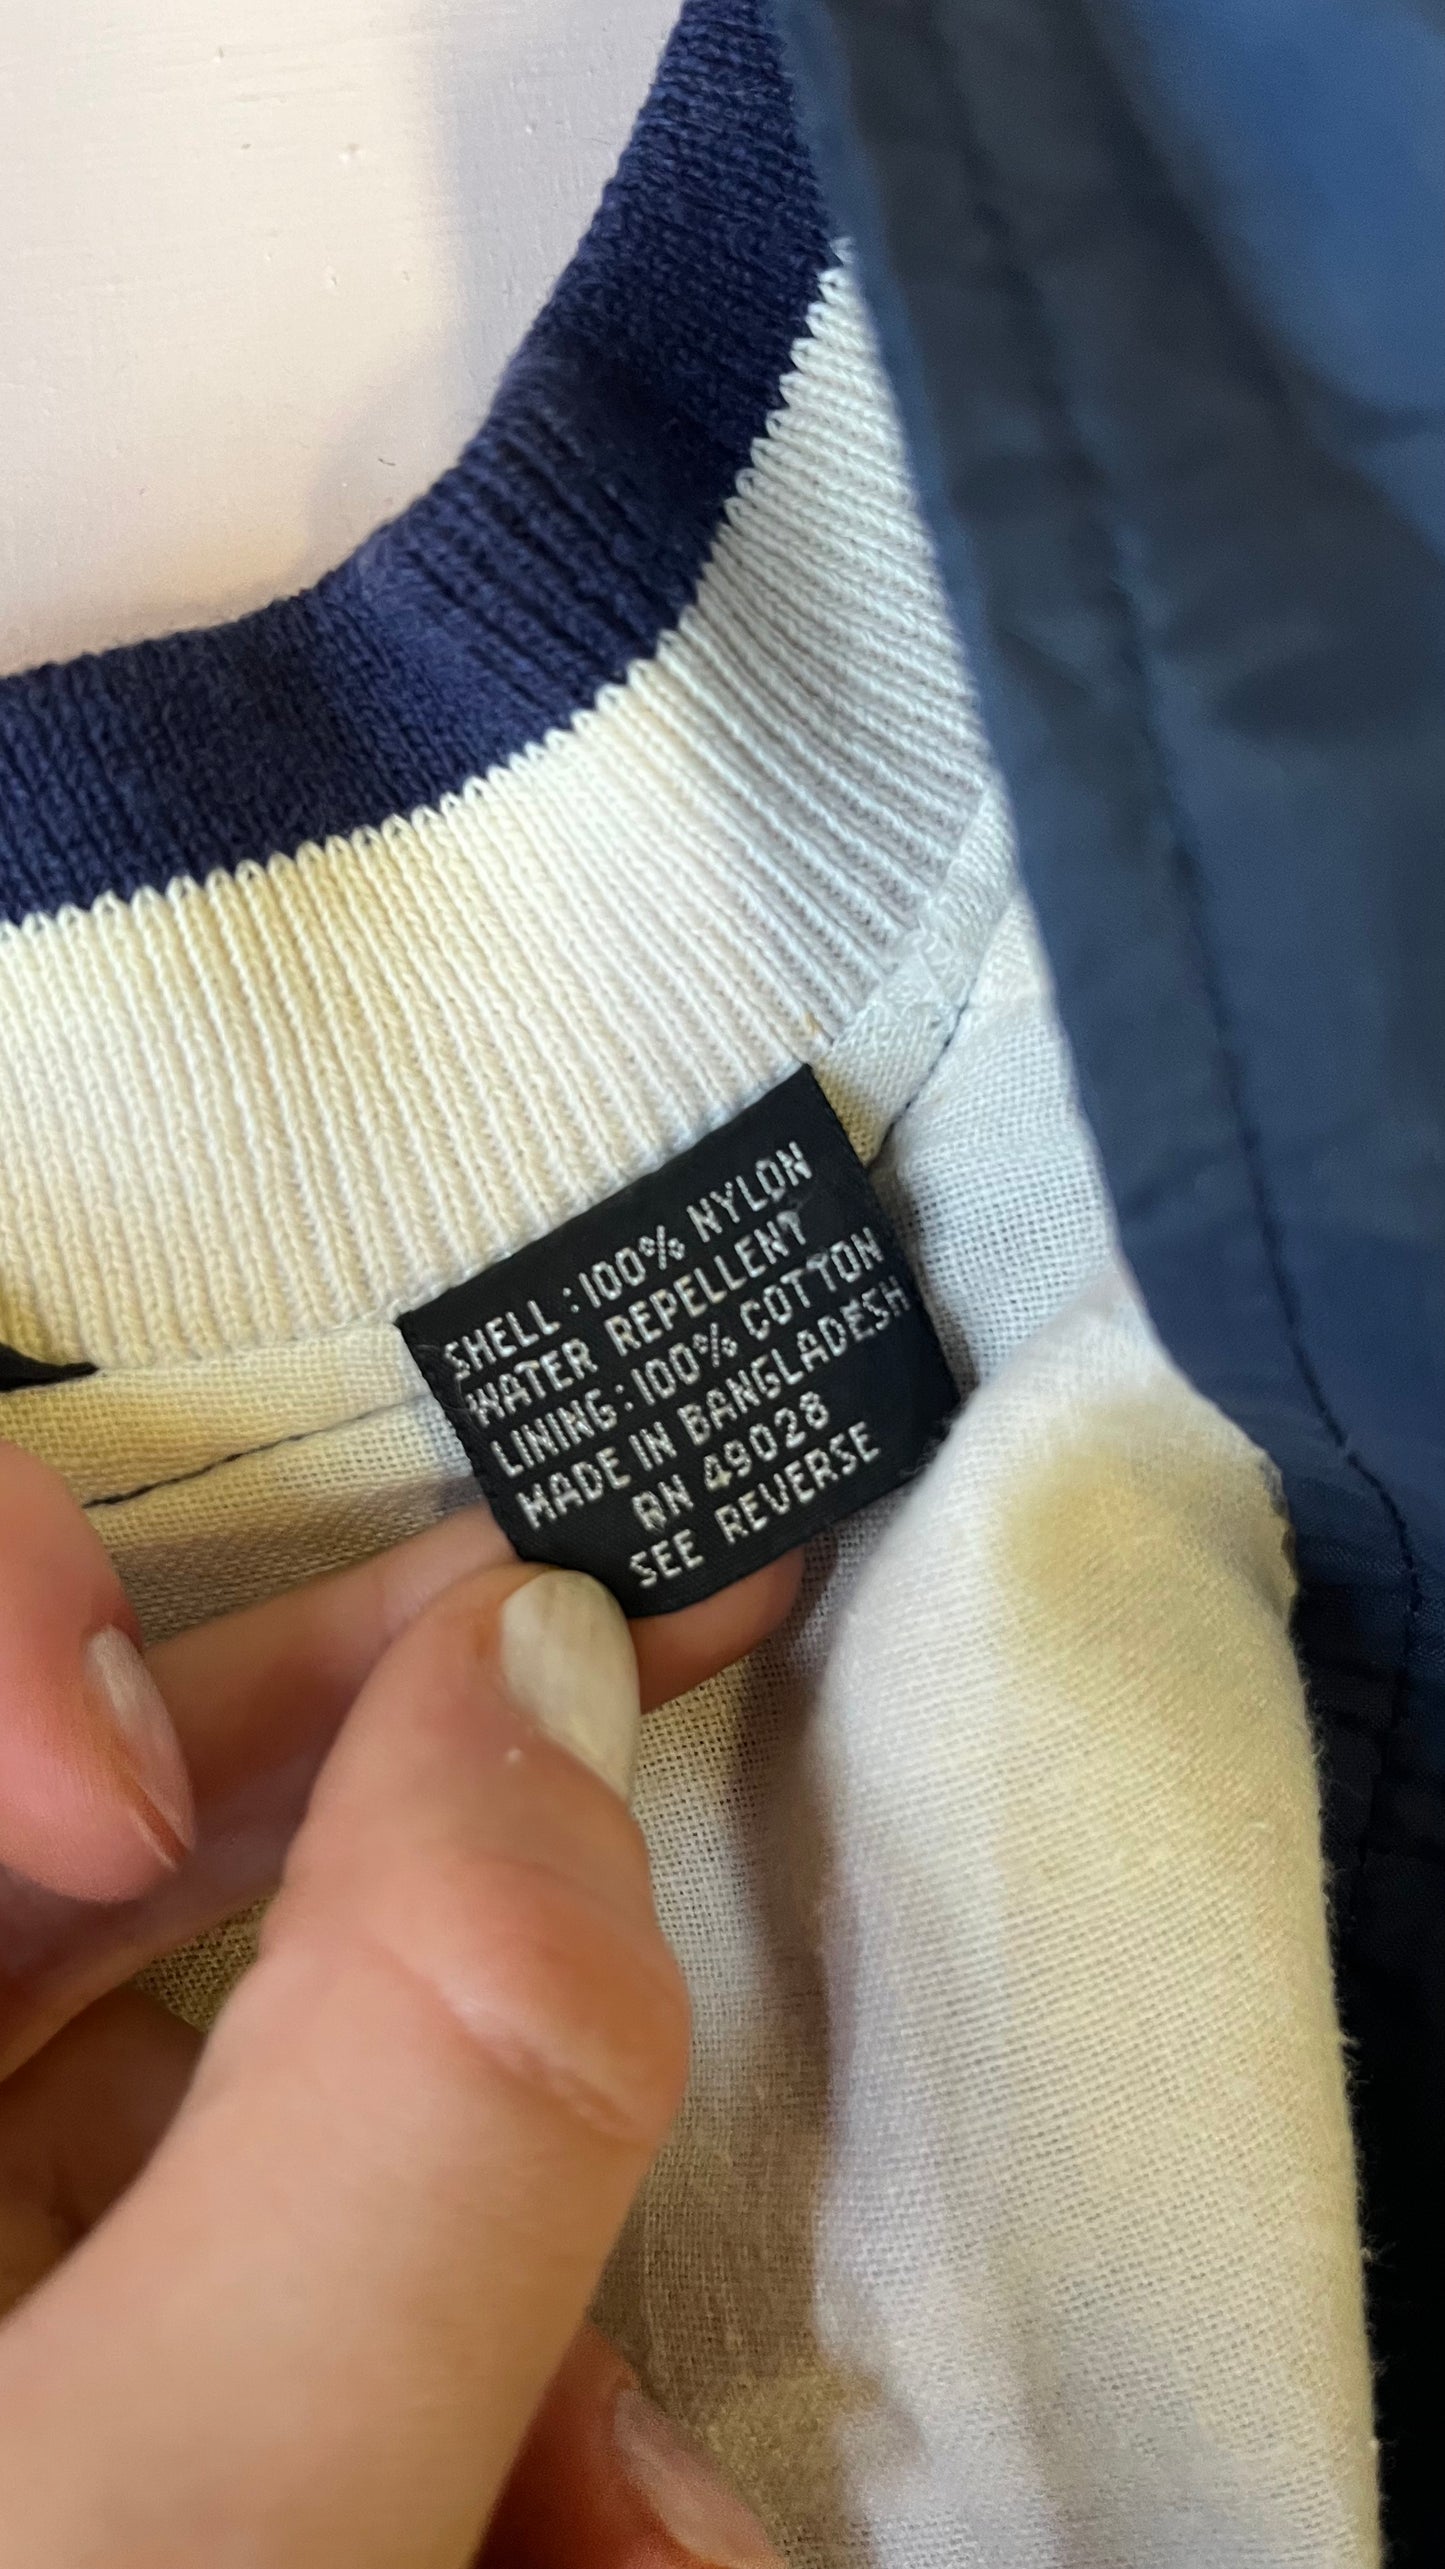 SHELL : 100% NYLON
WATER REPELLENT
LINING : 100% COTTON
MADE IN BANGLADESH
RN 49028
SEE REVERSE